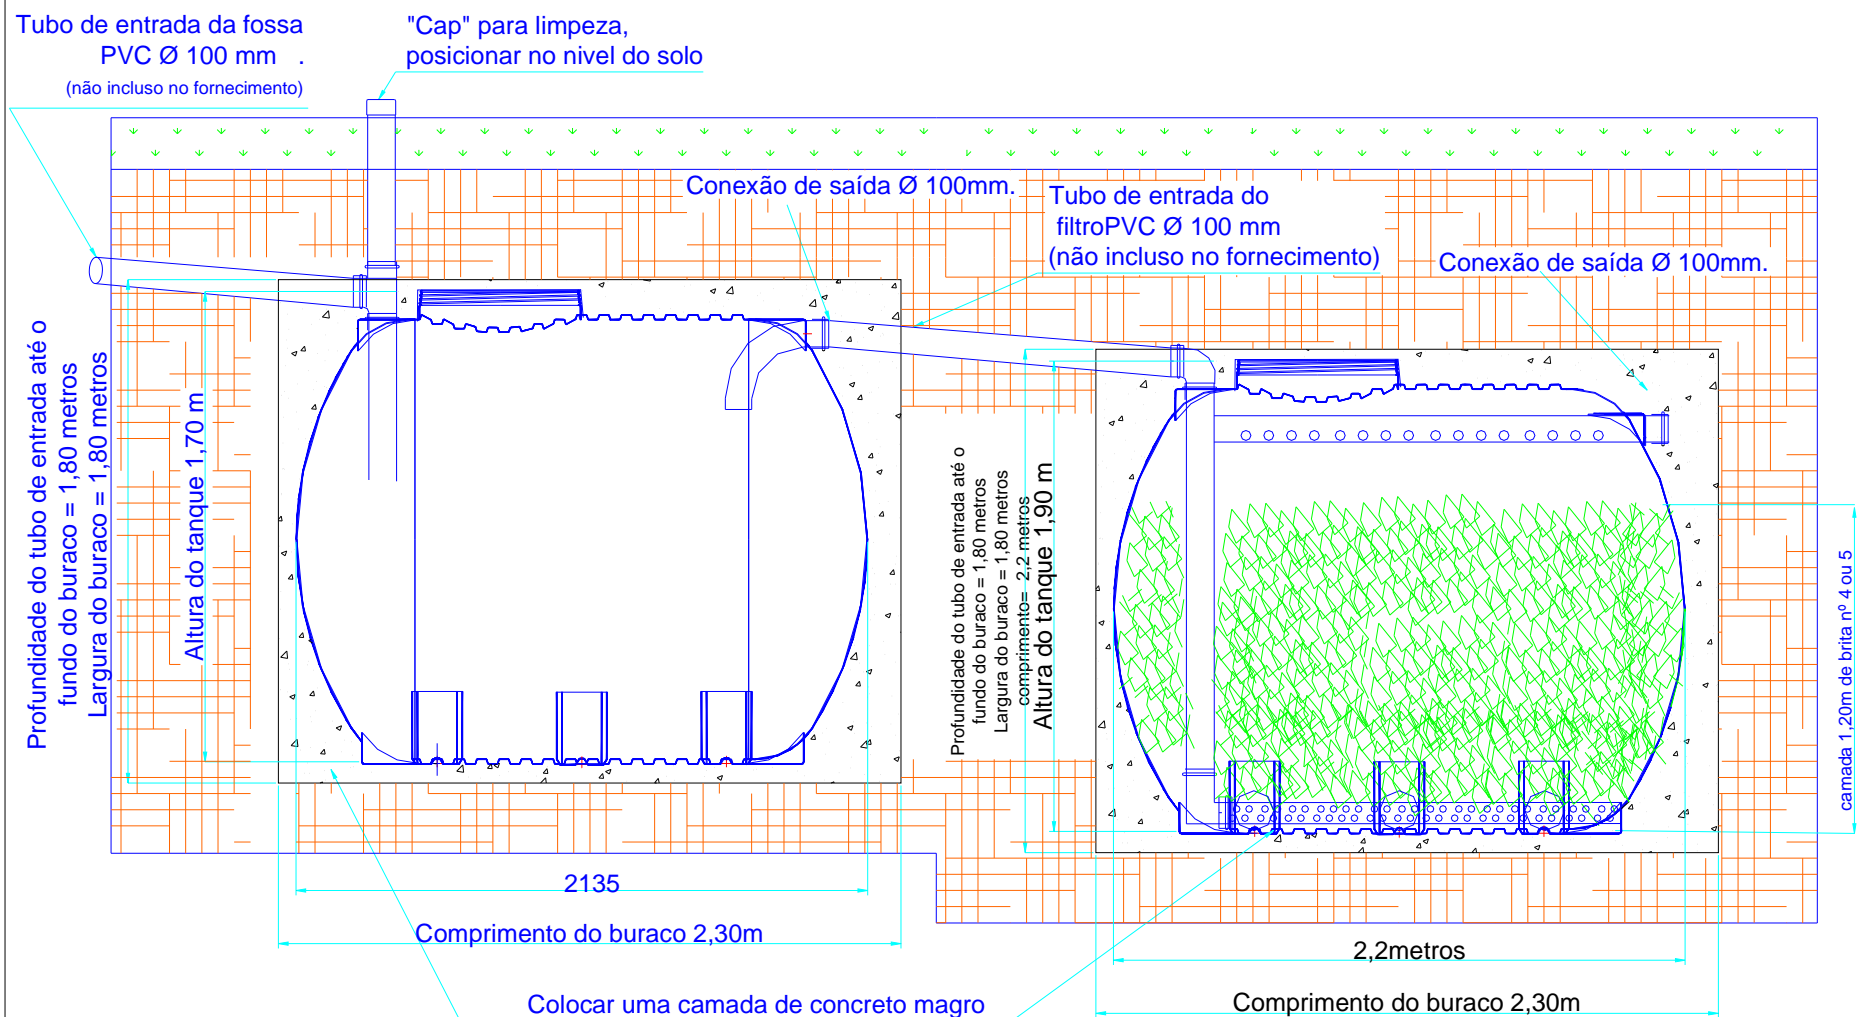 Tubo de entrada da fossa
PVC Ø 100 mm .
(não incluso no fornecimento)
"Cap" para limpeza,
posicionar no nivel do solo
Conexão de saída Ø 100mm.
Tubo de entrada do
filtroPVC Ø 100 mm
(não incluso no fornecimento)
Conexão de saída Ø 100mm.
Profundidade do tubo de entrada até o
fundo do buraco = 1,80 metros
Largura do buraco = 1,80 metros
Altura do tanque 1,70 m
Profundidade do tubo de entrada até o
fundo do buraco = 1,80 metros
Largura do buraco = 1,80 metros
comprimento= 2,2 metros
Altura do tanque 1,90 m
camada 1,20m de brita nº 4 ou 5
2135
Comprimento do buraco 2,30m
2,2metros
Comprimento do buraco 2,30m
Colocar uma camada de concreto magro